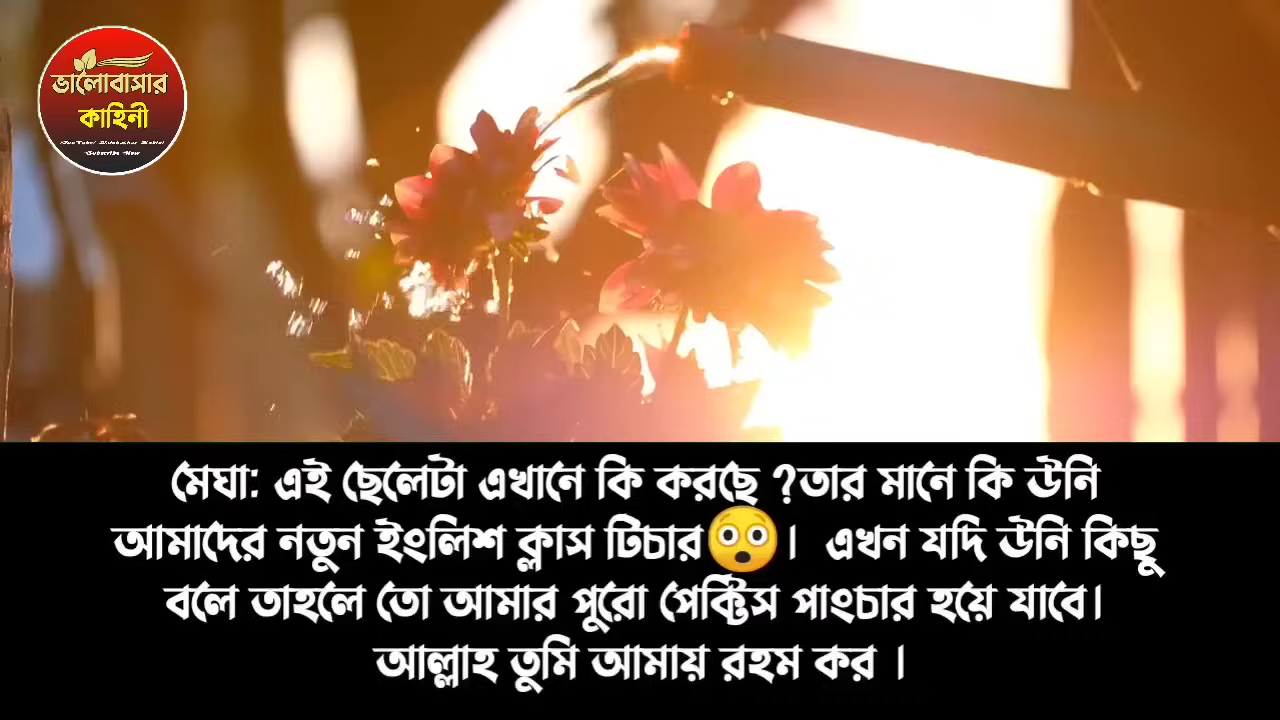 ভালোবাসার
কাহিনী
মেঘা: এই ছেলেটা এখানে কি করছে ?তার মানে কি উনি
আমাদের নতুন ইংলিশ ক্লাস টিচার😳। এখন যদি উনি কিছু
বলে তাহলে তো আমার পুরো পেক্টিস পাংচার হয়ে যাবে।
আল্লাহ তুমি আমায় রহম কর ।